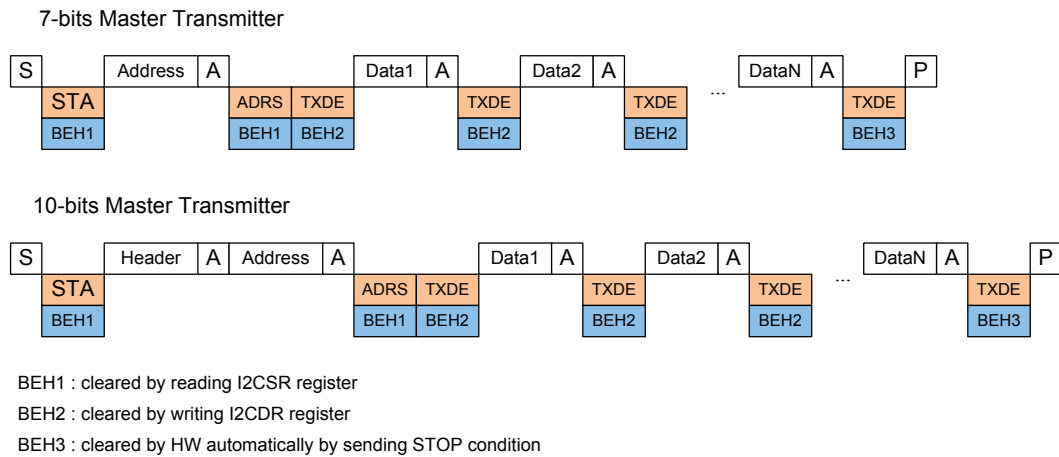 7-bits Master Transmitter
S Address A Data1 A Data2 A ... DataN A P
STA ADRS TXDE TXDE TXDE TXDE
BEH1 BEH1 BEH2 BEH2 BEH2 BEH3
10-bits Master Transmitter
S Header A Address A Data1 A Data2 A ... DataN A P
STA ADRS TXDE TXDE TXDE TXDE
BEH1 BEH1 BEH2 BEH2 BEH2 BEH3
BEH1 : cleared by reading I2CSR register
BEH2 : cleared by writing I2CDR register
BEH3 : cleared by HW automatically by sending STOP condition